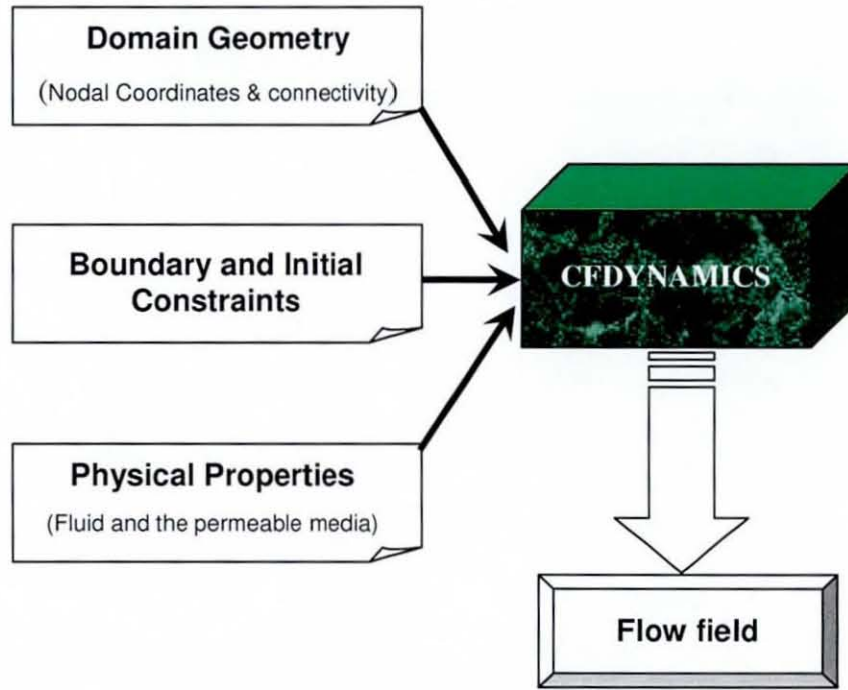 Domain Geometry
(Nodal Coordinates & connectivity)
Boundary and Initial
Constraints
CFDYNAMICS
Physical Properties
(Fluid and the permeable media)
Flow field